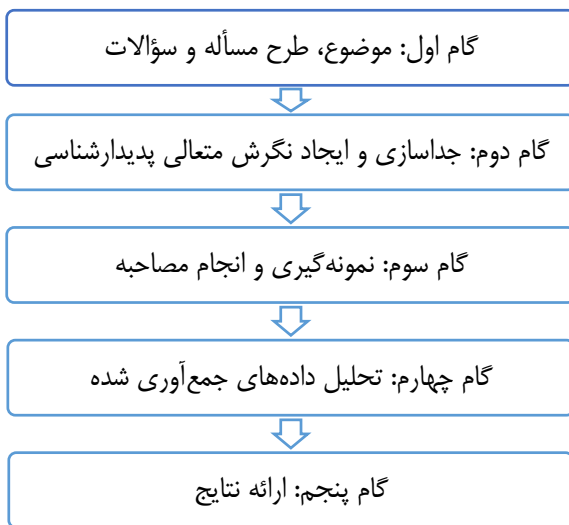 گام اول: موضوع، طرح مسأله و سؤالات
گام دوم: جداسازی و ایجاد نگرش متعالی پدیدارشناسی
گام سوم: نمونه‌گیری و انجام مصاحبه
گام چهارم: تحلیل داده‌های جمع‌آوری شده
گام پنجم: ارائه نتایج